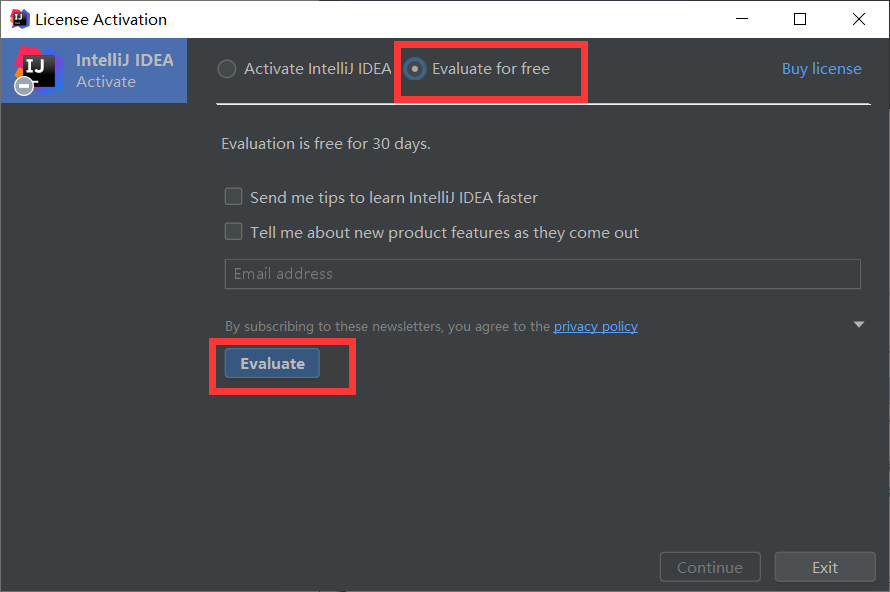 License Activation
IJ
IntelliJ IDEA
Activate
Activate IntelliJ IDEA
Evaluate for free
Buy license
Evaluation is free for 30 days.
Send me tips to learn IntelliJ IDEA faster
Tell me about new product features as they come out
Email address
By subscribing to these newsletters, you agree to the privacy policy
Evaluate
Continue
Exit